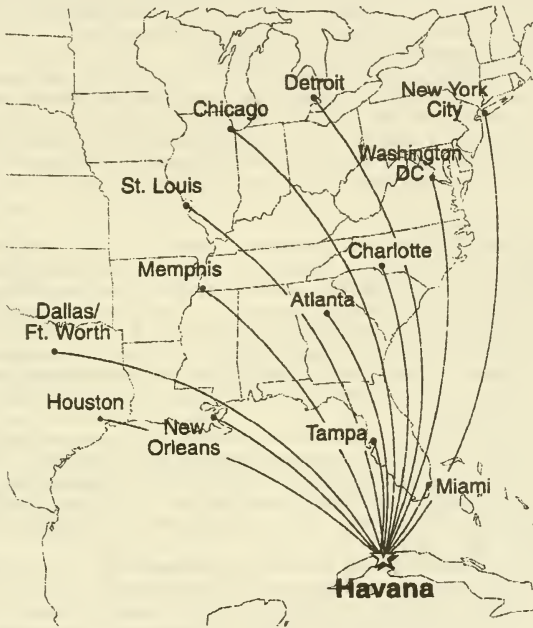 Detroit
New York
City
Chicago
Washington
DC
St. Louis
Charlotte
Memphis
Atlanta
Dallas/
Ft. Worth
Houston
New
Orleans
Tampa
Miami
Havana